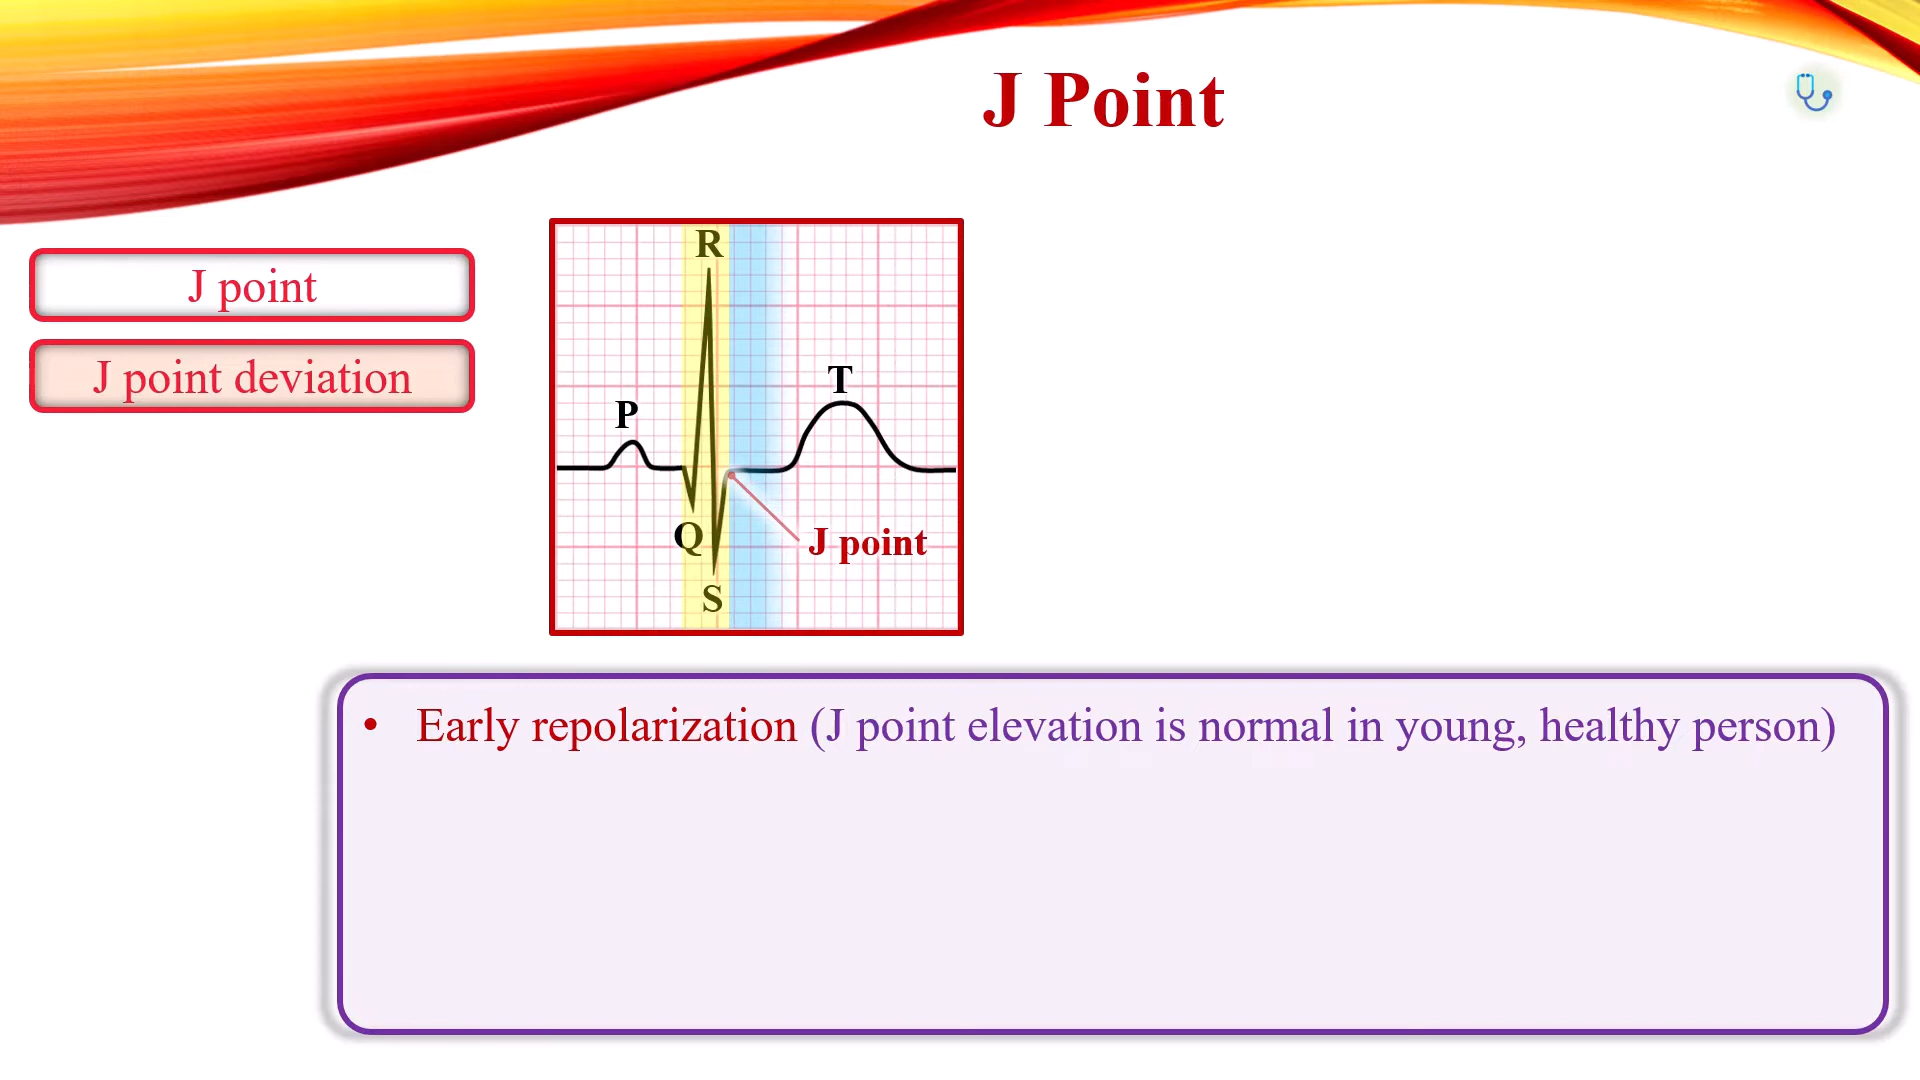 J Point
J point
J point deviation
R
T
P
Q
J point
S
• Early repolarization (J point elevation is normal in young, healthy person)